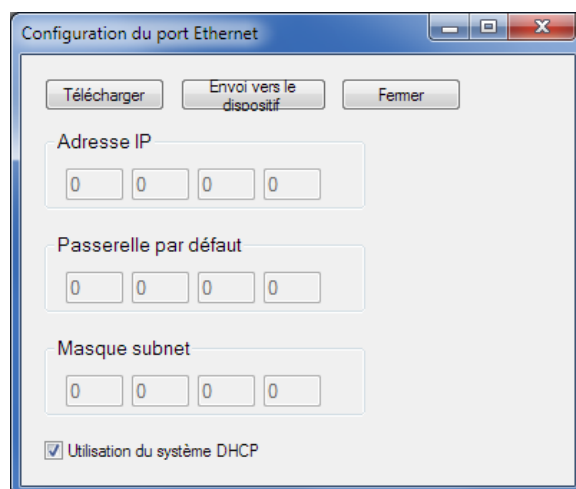 Configuration du port Ethernet
Télécharger
Envoi vers le
dispositif
Fermer
Adresse IP
0 0 0 0
Passerelle par défaut
0 0 0 0
Masque subnet
0 0 0 0
Utilisation du système DHCP